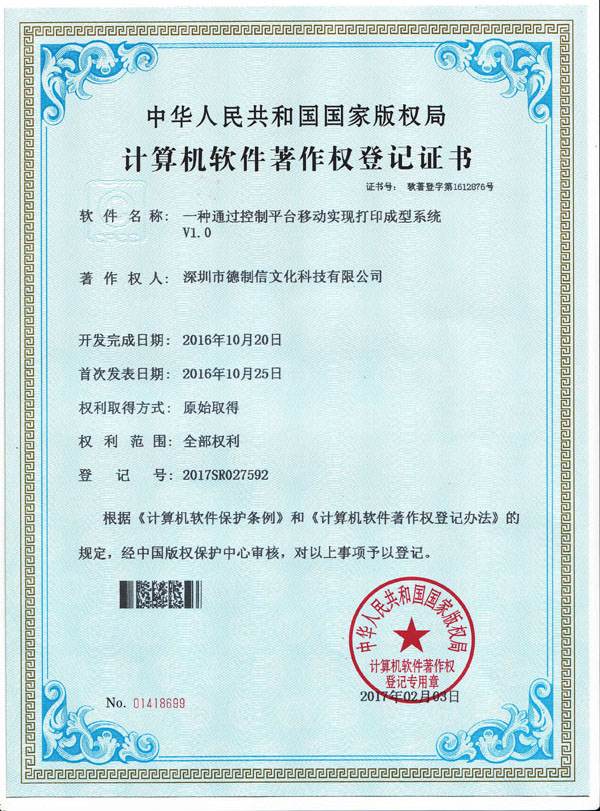 中华人民共和国国家版权局
计算机软件著作权登记证书
证书号： 软著登字第1612876号
软件名称： 一种通过控制平台移动实现打印成型系统
V1.0
著作权人： 深圳市德制信文化科技有限公司
开发完成日期： 2016年10月20日
首次发表日期： 2016年10月25日
权利取得方式： 原始取得
权利范围： 全部权利
登记号： 2017SR027592
根据《计算机软件保护条例》和《计算机软件著作权登记办法》的
规定，经中国版权保护中心审核，对以上事项予以登记。
中华人民共和国国家版权局
计算机软件著作权
登记专用章
2017年02月03日
No. 01418699